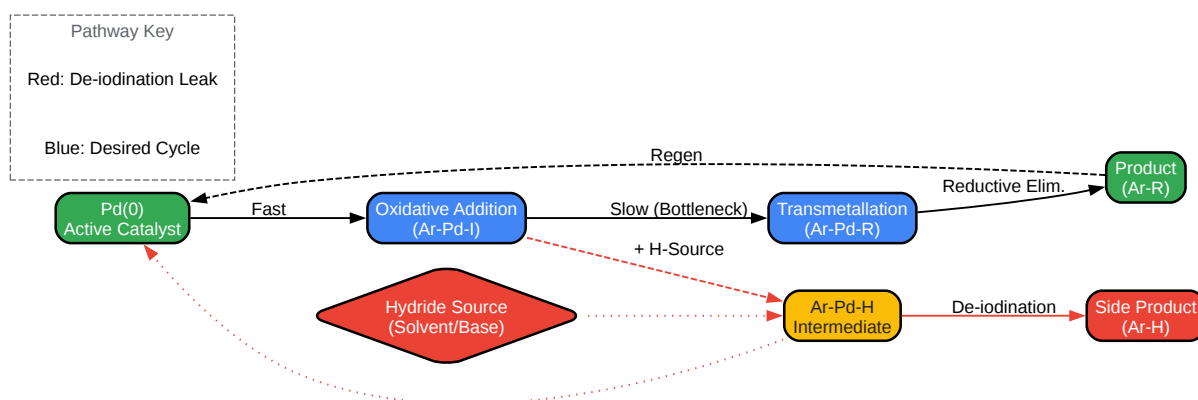 Pathway Key
Red: De-iodination Leak
Blue: Desired Cycle
Regen
Product
(Ar-R)
Reductive Elim.
Pd(0)
Active Catalyst
Fast
Oxidative Addition
(Ar-Pd-I)
Slow (Bottleneck)
Transmetallation
(Ar-Pd-R)
+ H-Source
Hydride Source
(Solvent/Base)
Ar-Pd-H
Intermediate
De-iodination
Side Product
(Ar-H)